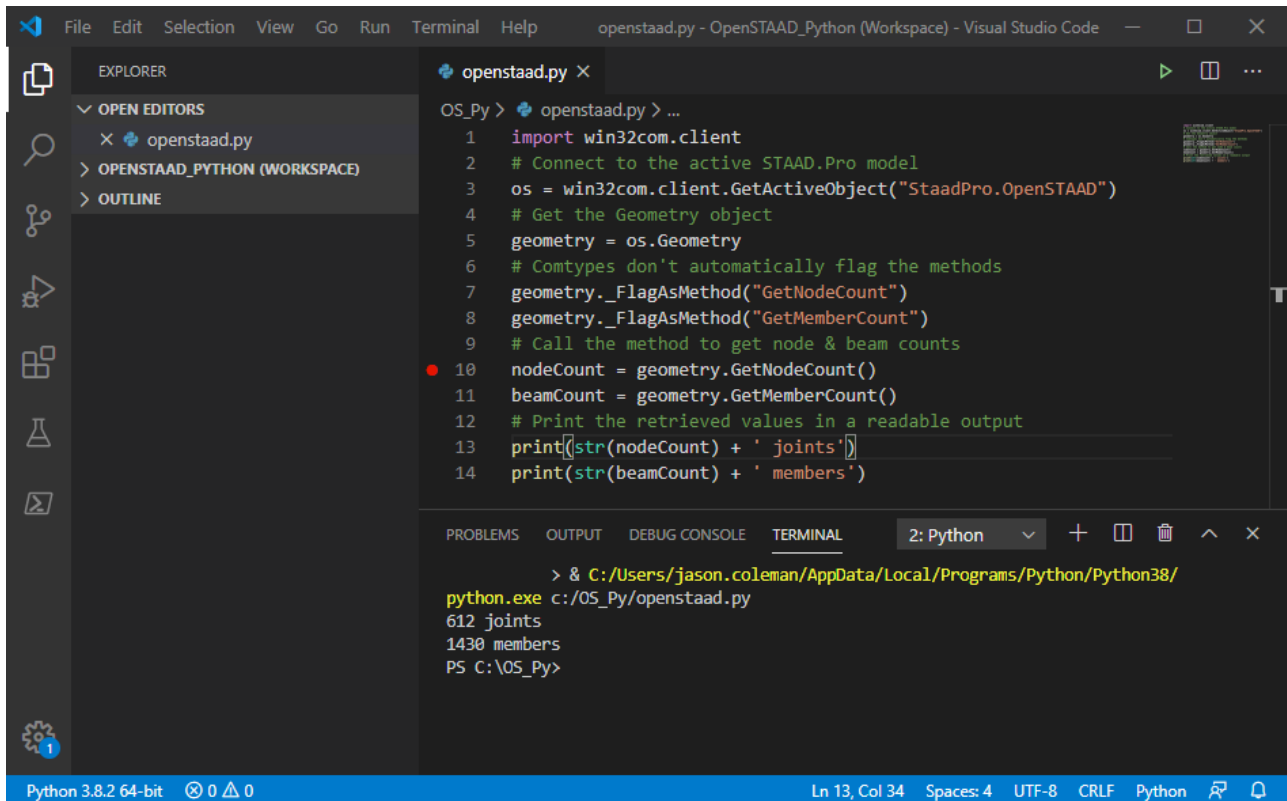 File Edit Selection View Go Run Terminal Help openstaad.py - OpenSTAAD_Python (Workspace) - Visual Studio Code
EXPLORER
OPEN EDITORS
openstaad.py
OPENSTAAD_PYTHON (WORKSPACE)
OUTLINE
openstaad.py
OS_Py > openstaad.py > ...
1 import win32com.client
2 # Connect to the active STAAD.Pro model
3 os = win32com.client.GetActiveObject("StaadPro.OpenSTAAD")
4 # Get the Geometry object
5 geometry = os.Geometry
6 # Comtypes don't automatically flag the methods
7 geometry._FlagAsMethod("GetNodeCount")
8 geometry._FlagAsMethod("GetMemberCount")
9 # Call the method to get node & beam counts
10 nodeCount = geometry.GetNodeCount()
11 beamCount = geometry.GetMemberCount()
12 # Print the retrieved values in a readable output
13 print(str(nodeCount) + ' joints')
14 print(str(beamCount) + ' members')
PROBLEMS OUTPUT DEBUG CONSOLE TERMINAL 2: Python
> & C:/Users/jason.coleman/AppData/Local/Programs/Python/Python38/
python.exe c:/OS_Py/openstaad.py
612 joints
1430 members
PS C:\OS_Py>
1
Python 3.8.2 64-bit 0 0 Ln 13, Col 34 Spaces: 4 UTF-8 CRLF Python